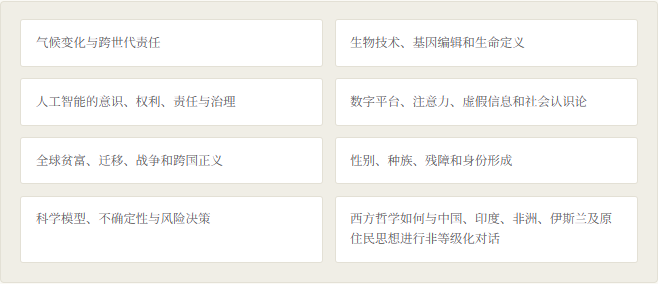 气候变化与跨世代责任
生物技术、基因编辑和生命定义
人工智能的意识、权利、责任与治理
数字平台、注意力、虚假信息和社会认识论
全球贫富、迁移、战争和跨国正义
性别、种族、残障和身份形成
科学模型、不确定性与风险决策
西方哲学如何与中国、印度、非洲、伊斯兰及原
住民思想进行非等级化对话